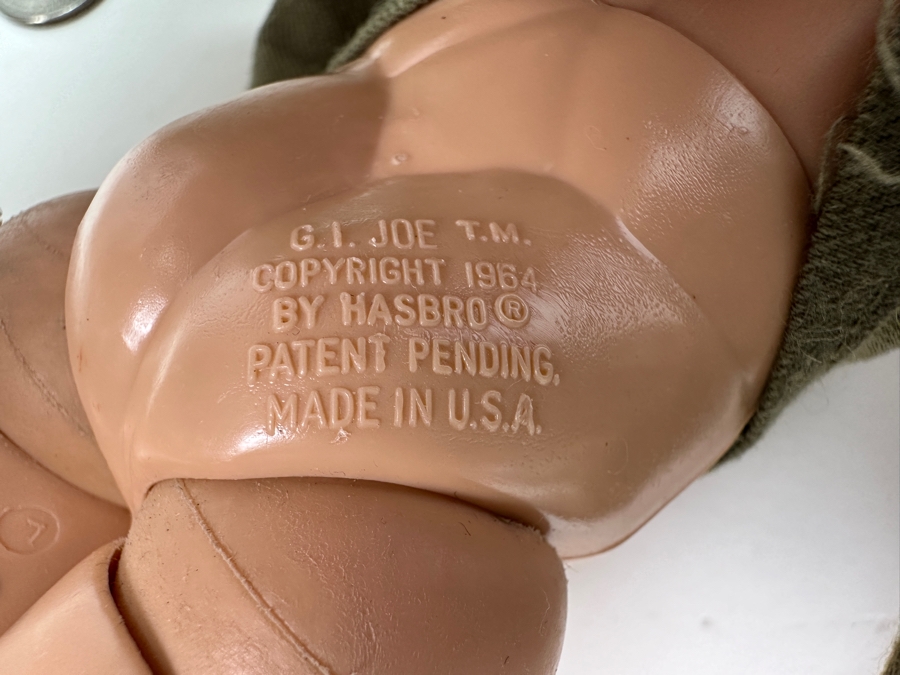 G.I. JOE T.M.
COPYRIGHT 1964
BY HASBRO®
PATENT PENDING.
MADE IN U.S.A.